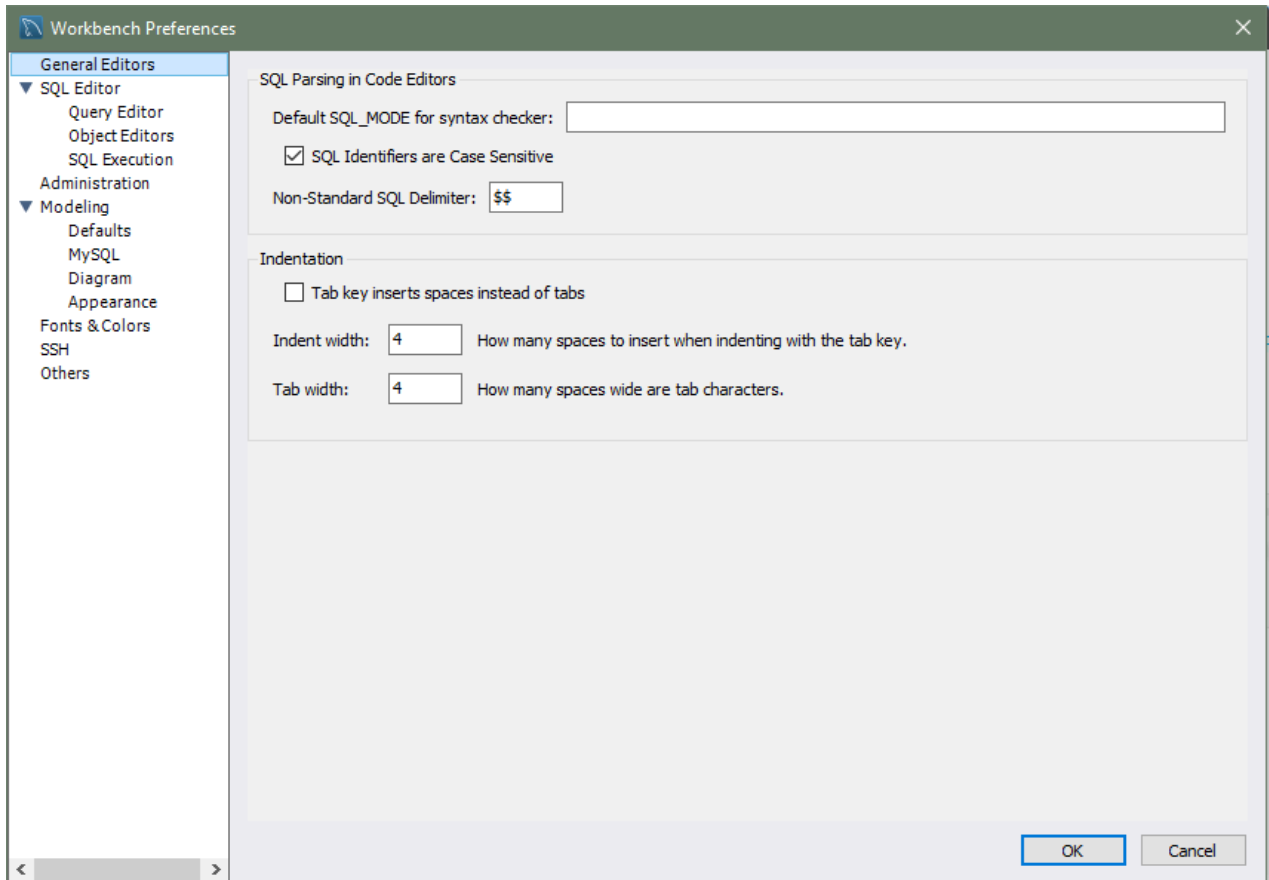 Workbench Preferences
General Editors
SQL Editor
Query Editor
Object Editors
SQL Execution
Administration
Modeling
Defaults
MySQL
Diagram
Appearance
Fonts & Colors
SSH
Others
SQL Parsing in Code Editors
Default SQL_MODE for syntax checker:
SQL Identifiers are Case Sensitive
Non-Standard SQL Delimiter: $$
Indentation
Tab key inserts spaces instead of tabs
Indent width: 4 How many spaces to insert when indenting with the tab key.
Tab width: 4 How many spaces wide are tab characters.
OK Cancel